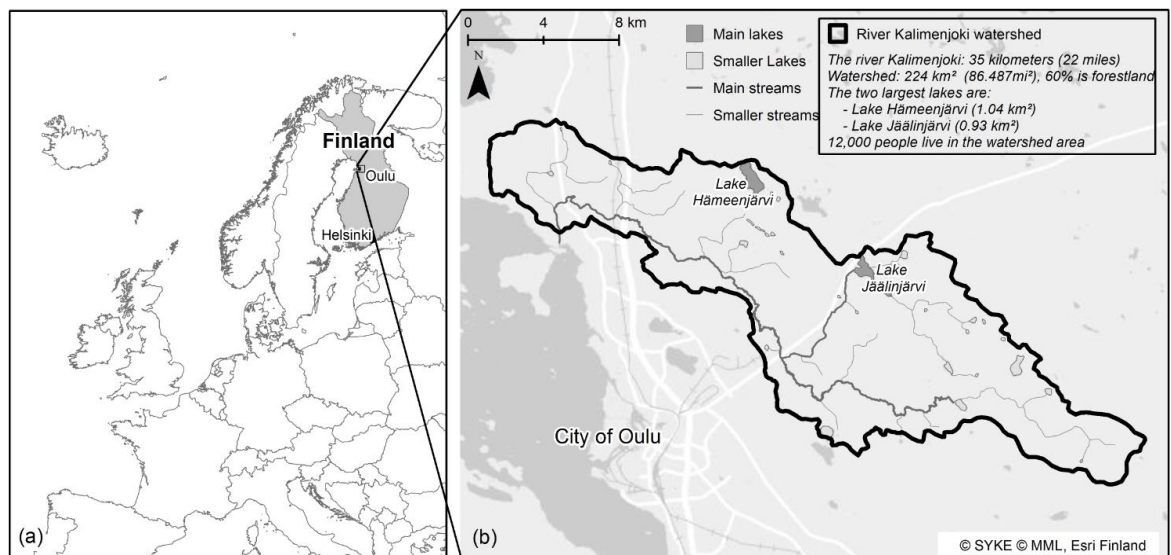 Finland
Oulu
Helsinki
(a)
0 4 8 km
N
Main lakes
Smaller Lakes
Main streams
Smaller streams
River Kalimenjoki watershed
The river Kalimenjoki: 35 kilometers (22 miles)
Watershed: 224 km² (86.487mi²), 60% is forestland
The two largest lakes are:
- Lake Hämeenjärvi (1.04 km²)
- Lake Jäälinjärvi (0.93 km²)
12,000 people live in the watershed area
Lake
Hämeenjärvi
Lake
Jäälinjärvi
City of Oulu
(b)
© SYKE © MML, Esri Finland